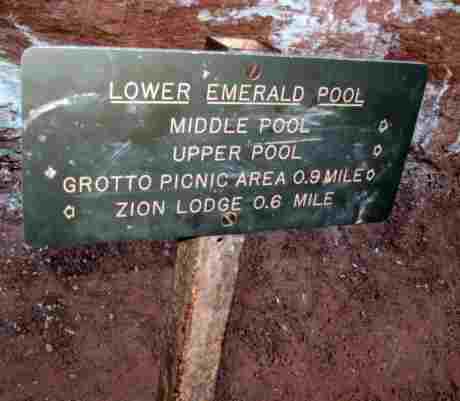 LOWER EMERALD POOL
MIDDLE POOL
UPPER POOL
GROTTO PICNIC AREA 0.9 MILE
ZION LODGE 0.6 MILE